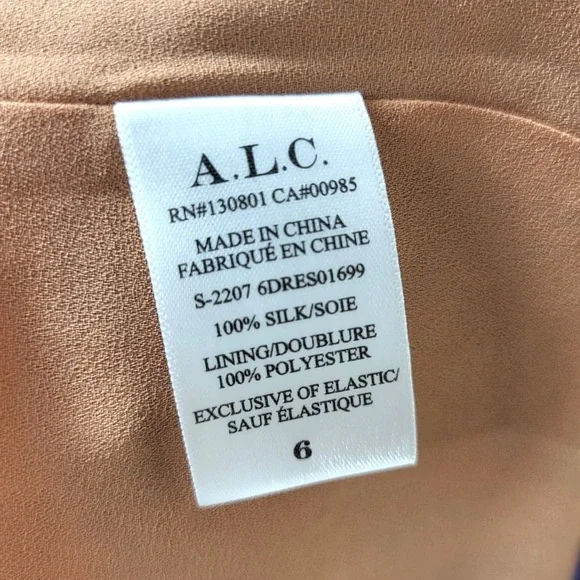 A.L.C.
RN#130801 CA#00985
MADE IN CHINA
FABRIQUÉ EN CHINE
S-2207 6DRES01699
100% SILK/SOIE
LINING/DOUBLURE
100% POLYESTER
EXCLUSIVE OF ELASTIC/
SAUF ÉLASTIQUE
6